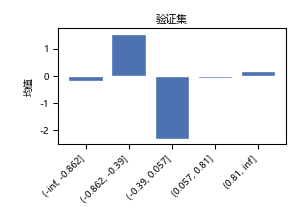 验证集
均值
1
0
-1
-2
(-inf, -0.862]
(-0.862, -0.39]
(-0.39, 0.057]
(0.057, 0.81]
(0.81, inf]